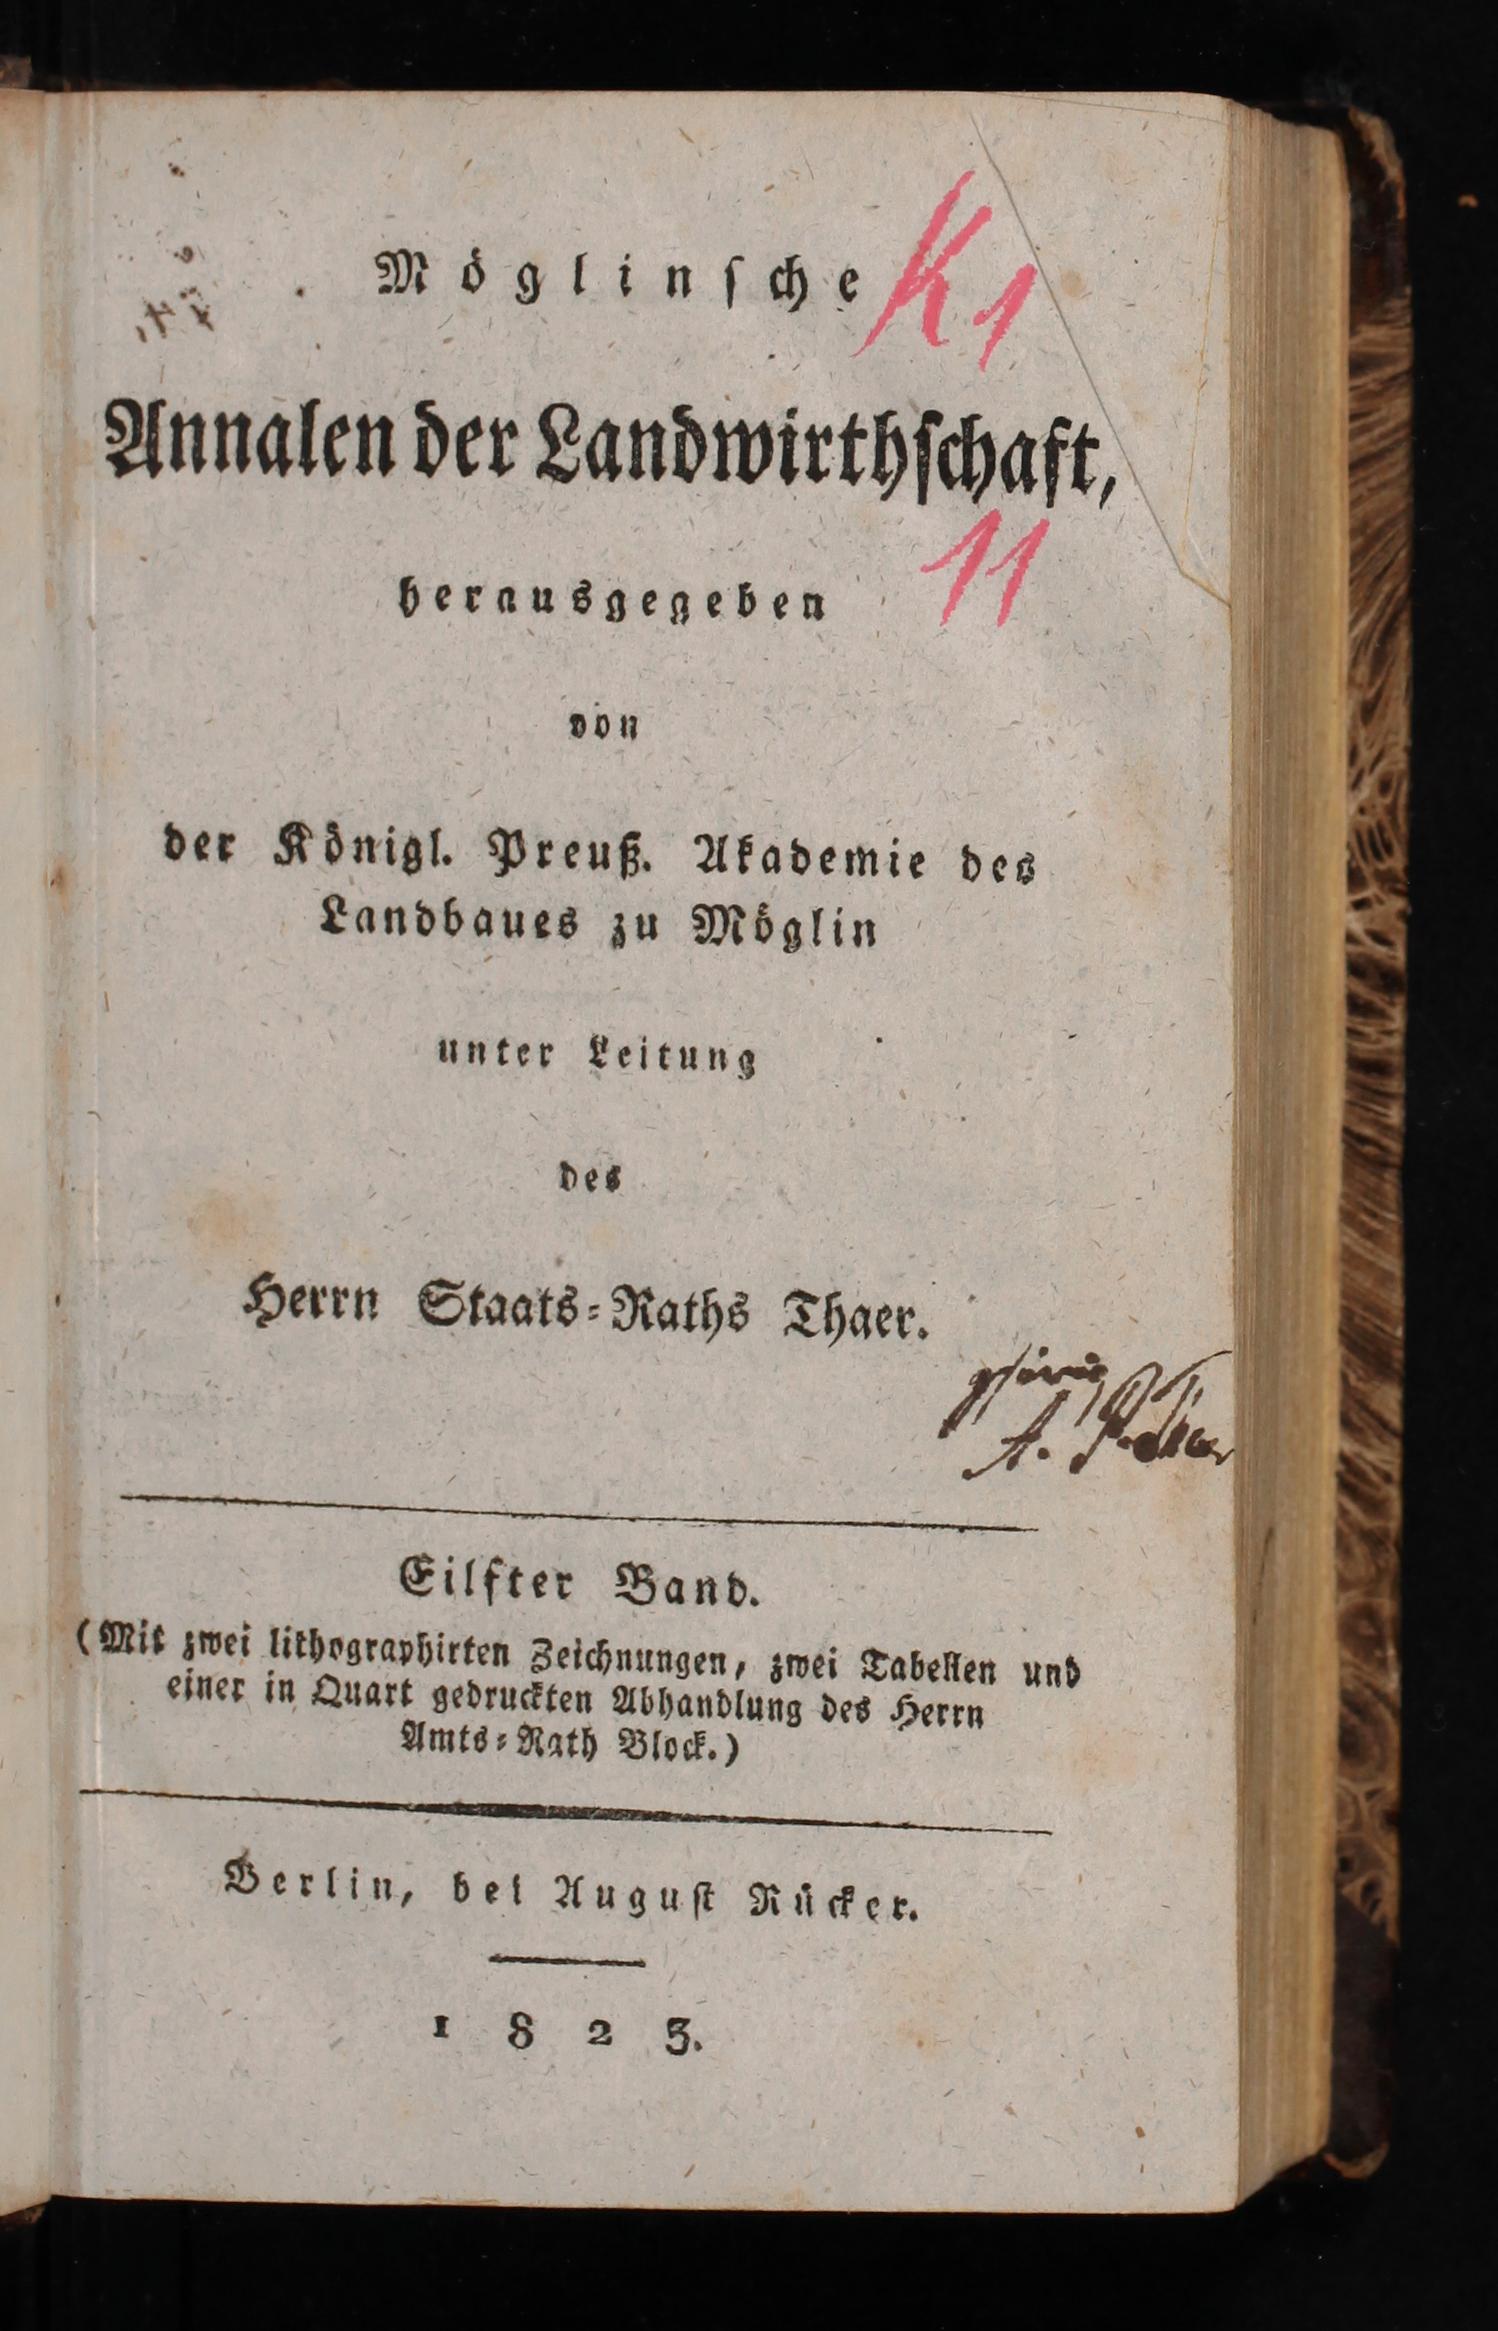 Möglinsche
K1
Annalen der Landwirthschaft,
11
herausgegeben
von
der Königl. Preuß. Akademie des
Landbaues zu Möglin
unter Leitung
des
Herrn Staats-Raths Thaer.
A.
Eilfter Band.
(Mit zwei lithographirten Zeichnungen, zwei Tabellen und
einer in Quart gedruckten Abhandlung des Herrn
Amts-Rath Block.)
Berlin, bei August Rücker.
1823.